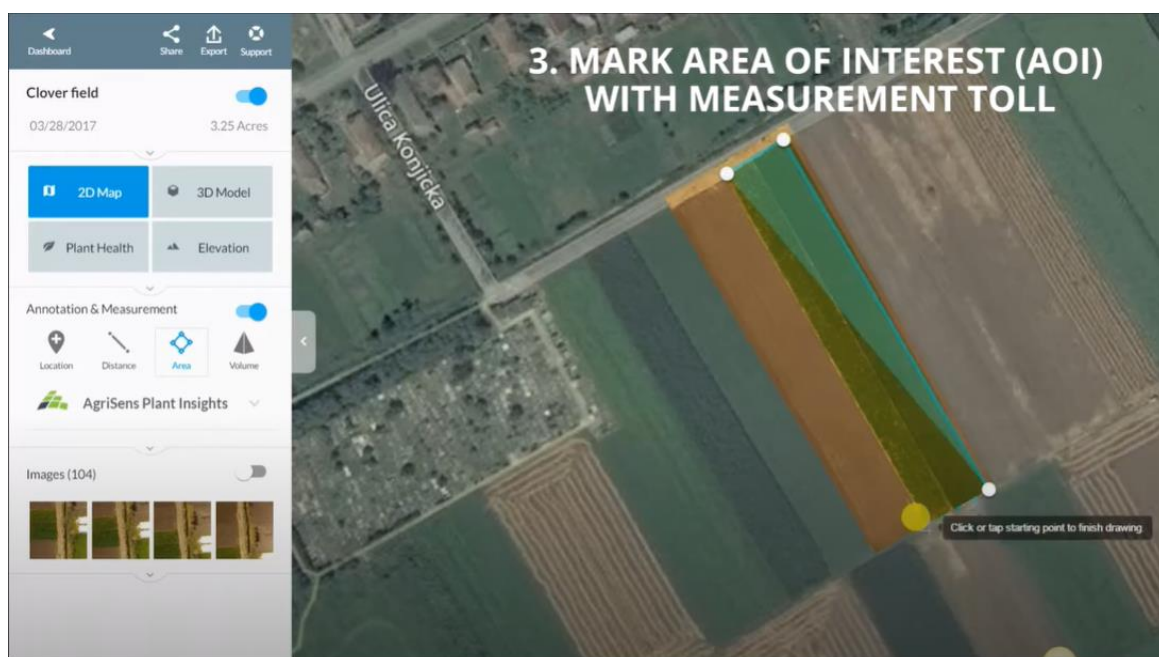 Dashboard
Share
Export
Support
Clover field
03/28/2017
3.25 Acres
2D Map
3D Model
Plant Health
Elevation
Annotation & Measurement
Location
Distance
Area
Volume
AgriSens Plant Insights
Images (104)
3. MARK AREA OF INTEREST (AOI)
WITH MEASUREMENT TOLL
Ulica Konjicka
Click or tap starting point to finish drawing